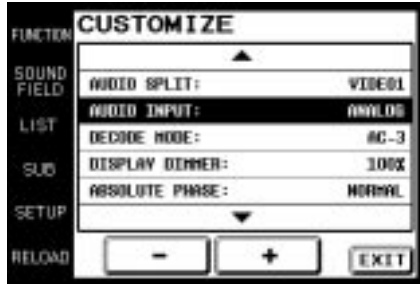 CUSTOMIZE
FUNCTION
SOUND FIELD
LIST
SUB
SETUP
RELOAD
AUDIO SPLIT: VIDEO1
AUDIO INPUT: ANALOG
DECODE MODE: AC-3
DISPLAY DIMMER: 100%
ABSOLUTE PHASE: NORMAL
- + EXIT